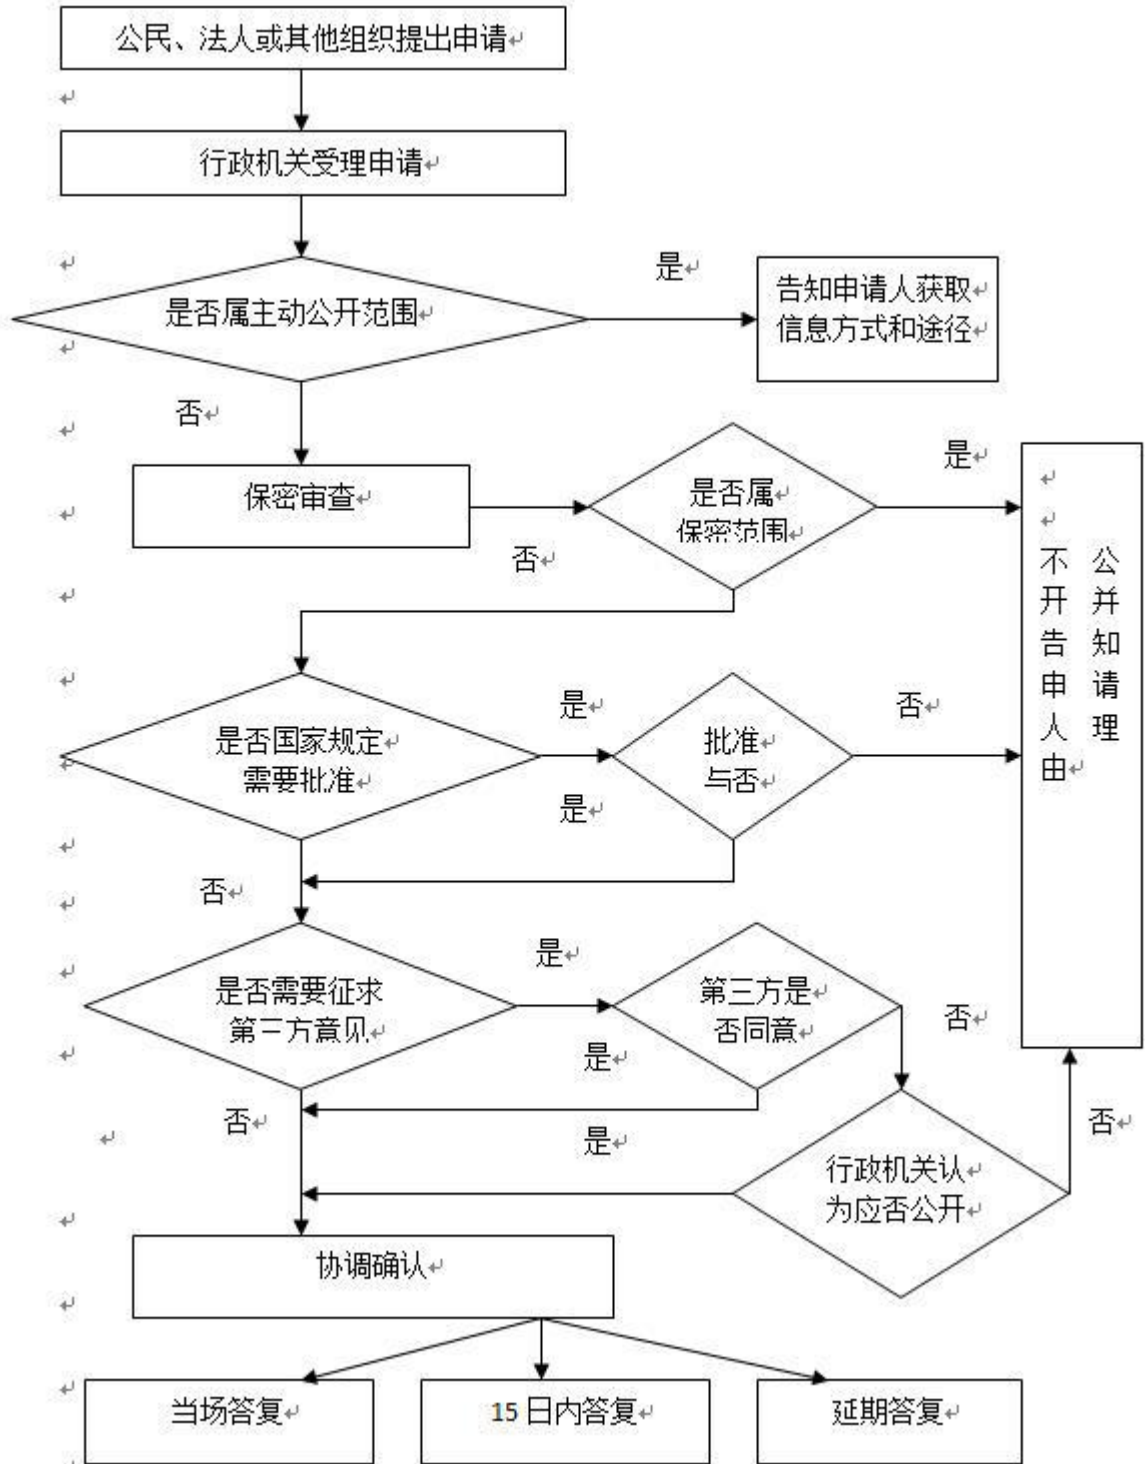 公民、法人或其他组织提出申请
行政机关受理申请
是
是否属主动公开范围
告知申请人获取
信息方式和途径
否
保密审查
是否属
保密范围
是
否
不公
开并
告知
申请
人理
由
是否国家规定
需要批准
是
批准
与否
否
是
否
是否需要征求
第三方意见
是
第三方是
否同意
否
是
否
是
行政机关认
为应否公开
否
协调确认
当场答复
15日内答复
延期答复